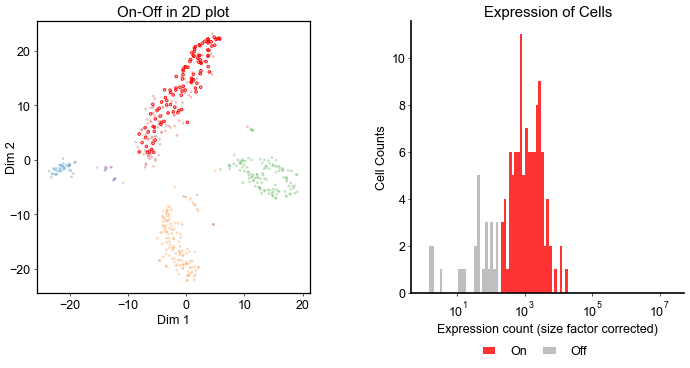 On-Off in 2D plot
Expression of Cells
20
10
0
−10
−20
Dim 2
−20
−10
0
10
20
Dim 1
10
8
6
4
2
0
Cell Counts
10^1
10^3
10^5
10^7
Expression count (size factor corrected)
On
Off